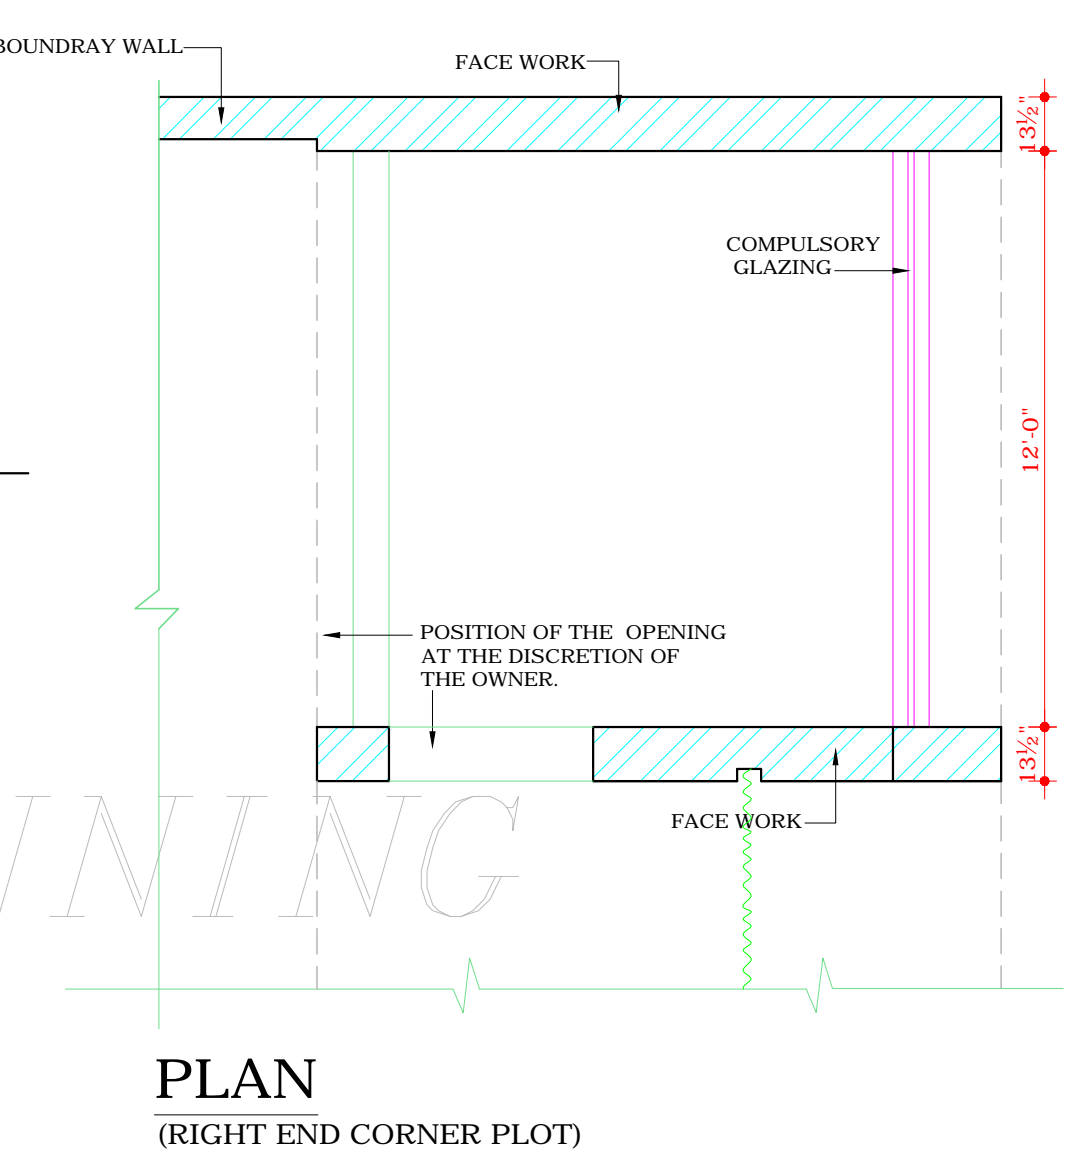 BOUNDRAY WALL
FACE WORK
13½"
COMPULSORY
GLAZING
12'-0"
POSITION OF THE OPENING
AT THE DISCRETION OF
THE OWNER.
13½"
FACE WORK
NING
PLAN
(RIGHT END CORNER PLOT)